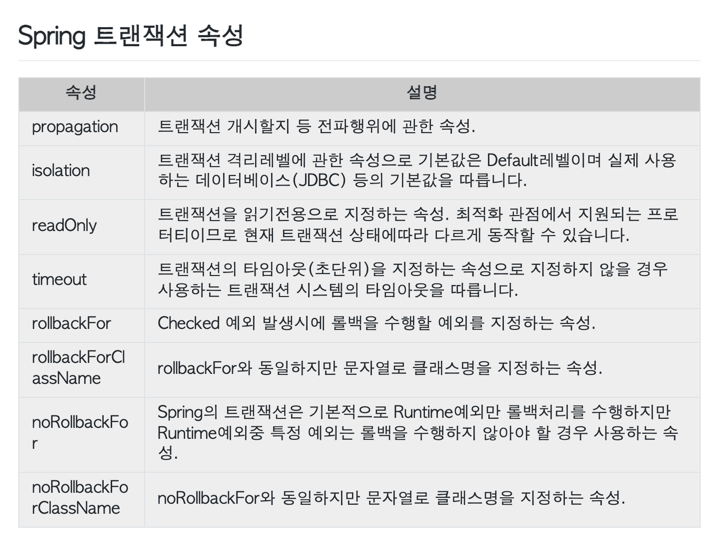 Spring 트랜잭션 속성
속성 설명
propagation 트랜잭션 개시할지 등 전파행위에 관한 속성.
isolation
트랜잭션 격리레벨에 관한 속성으로 기본값은 Default레벨이며 실제 사용
하는 데이터베이스(JDBC) 등의 기본값을 따릅니다.
readOnly
트랜잭션을 읽기전용으로 지정하는 속성. 최적화 관점에서 지원되는 프로
터티이므로 현재 트랜잭션 상태에따라 다르게 동작할 수 있습니다.
timeout
트랜잭션의 타임아웃(초단위)을 지정하는 속성으로 지정하지 않을 경우
사용하는 트랜잭션 시스템의 타임아웃을 따릅니다.
rollbackFor Checked 예외 발생시에 롤백을 수행할 예외를 지정하는 속성.
rollbackForCl
assName
rollbackFor와 동일하지만 문자열로 클래스명을 지정하는 속성.
noRollbackFo
r
Spring의 트랜잭션은 기본적으로 Runtime예외만 롤백처리를 수행하지만
Runtime예외중 특정 예외는 롤백을 수행하지 않아야 할 경우 사용하는 속
성.
noRollbackFo
rClassName
noRollbackFor와 동일하지만 문자열로 클래스명을 지정하는 속성.